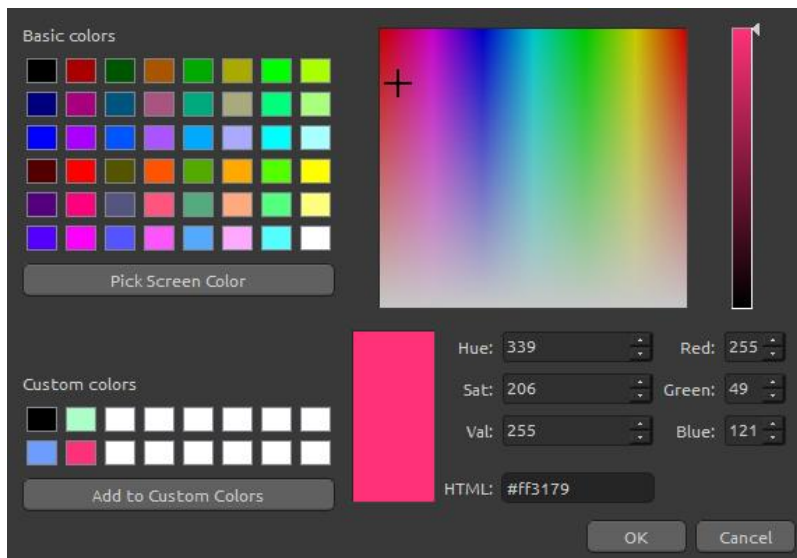 Basic colors
Pick Screen Color
Custom colors
Add to Custom Colors
Hue: 339 Red: 255
Sat: 206 Green: 49
Val: 255 Blue: 121
HTML: #ff3179
OK Cancel